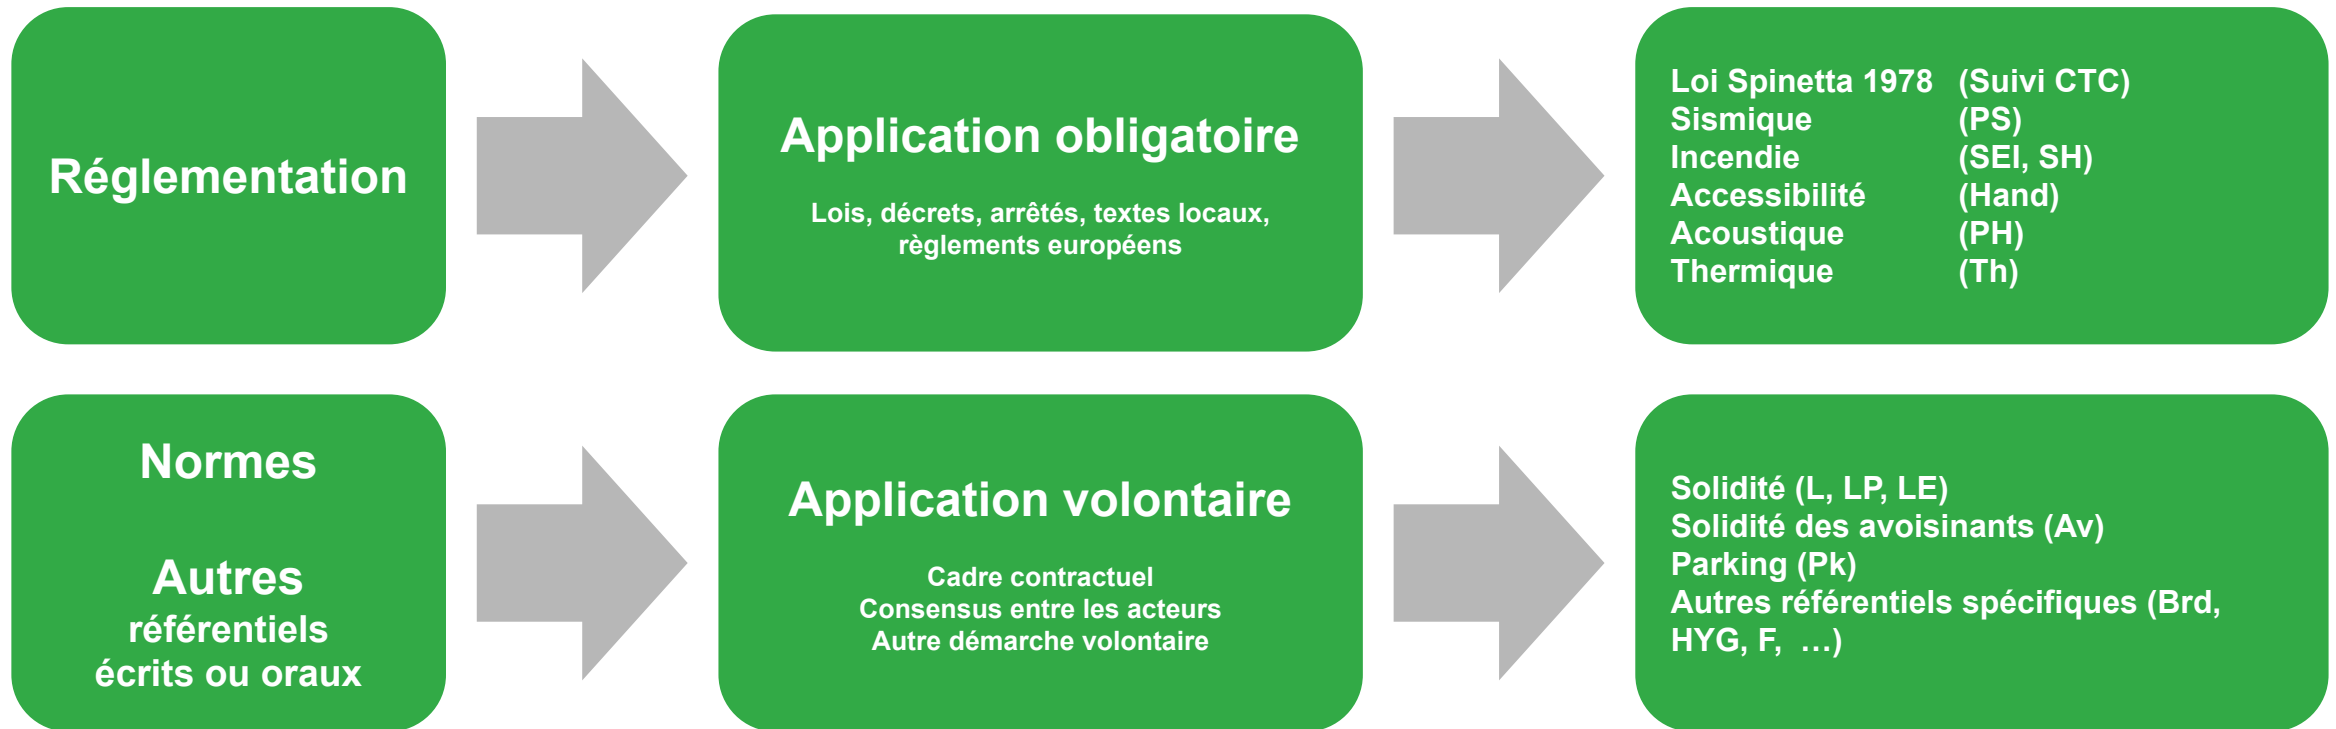 Réglementation
Application obligatoire
Lois, décrets, arrêtés, textes locaux,
règlements européens
Loi Spinetta 1978 (Suivi CTC)
Sismique (PS)
Incendie (SEI, SH)
Accessibilité (Hand)
Acoustique (PH)
Thermique (Th)
Normes
Autres
référentiels
écrits ou oraux
Application volontaire
Cadre contractuel
Consensus entre les acteurs
Autre démarche volontaire
Solidité (L, LP, LE)
Solidité des avoisinants (Av)
Parking (Pk)
Autres référentiels spécifiques (Brd,
HYG, F, …)